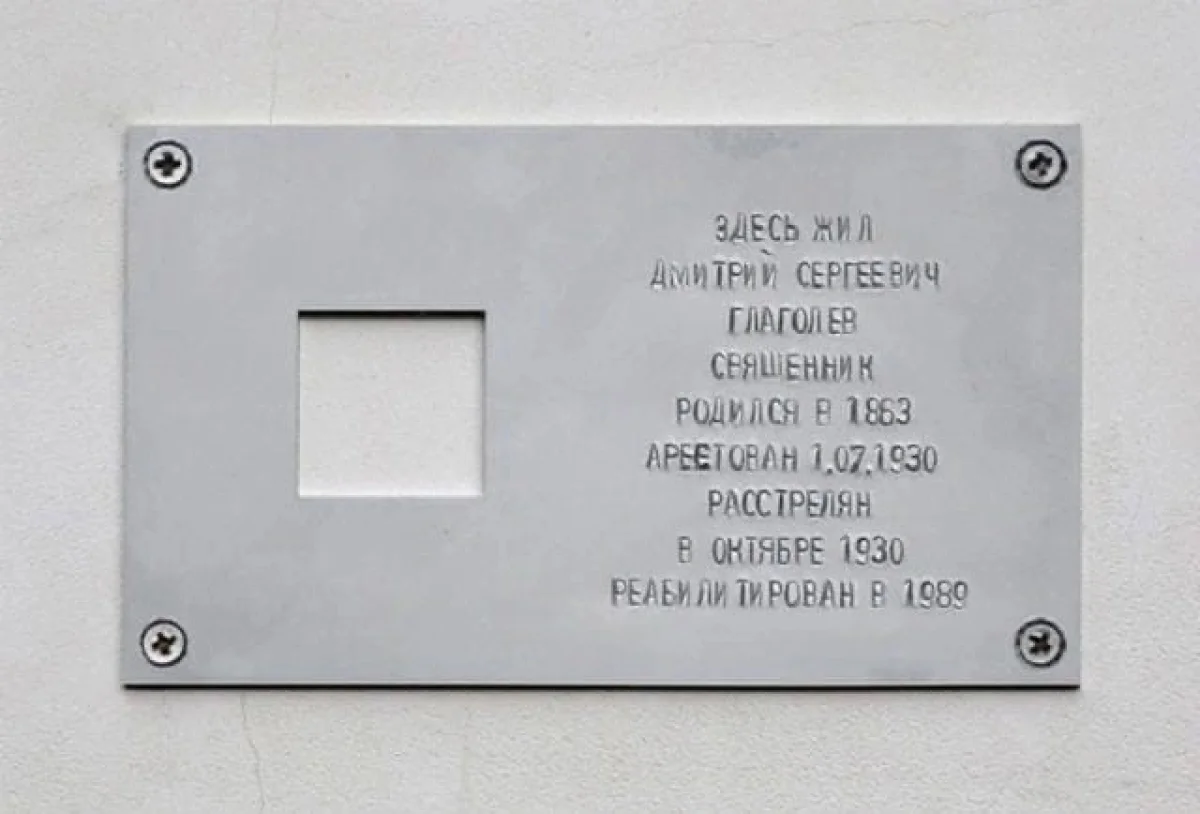 ЗДЕСЬ ЖИЛ
ДМИТРИЙ СЕРГЕЕВИЧ
ГЛАГОЛЕВ
СВЯЩЕННИК
РОДИЛСЯ В 1863
АРЕСТОВАН 1.07.1930
РАССТРЕЛЯН
В ОКТЯБРЕ 1930
РЕАБИЛИТИРОВАН В 1989